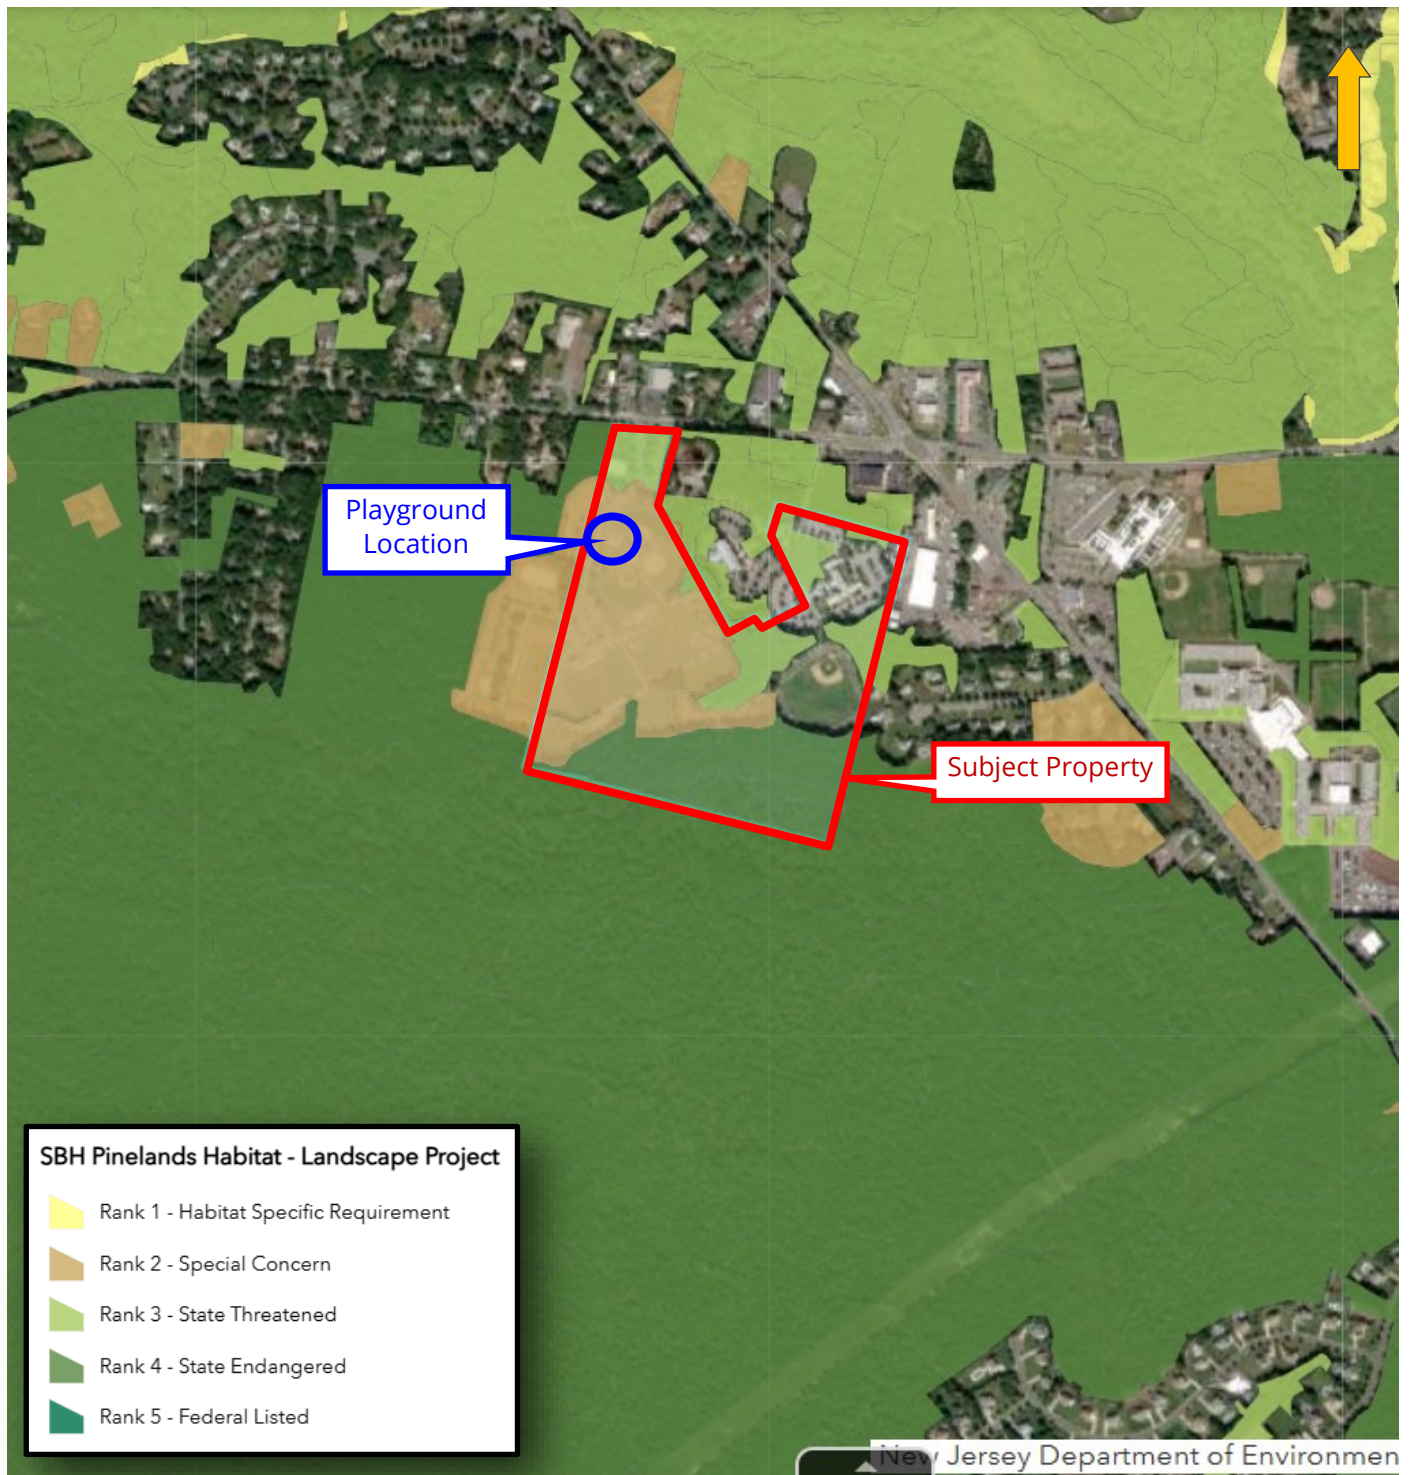 Playground
Location
Subject Property
SBH Pinelands Habitat - Landscape Project
Rank 1 - Habitat Specific Requirement
Rank 2 - Special Concern
Rank 3 - State Threatened
Rank 4 - State Endangered
Rank 5 - Federal Listed
New Jersey Department of Environmen